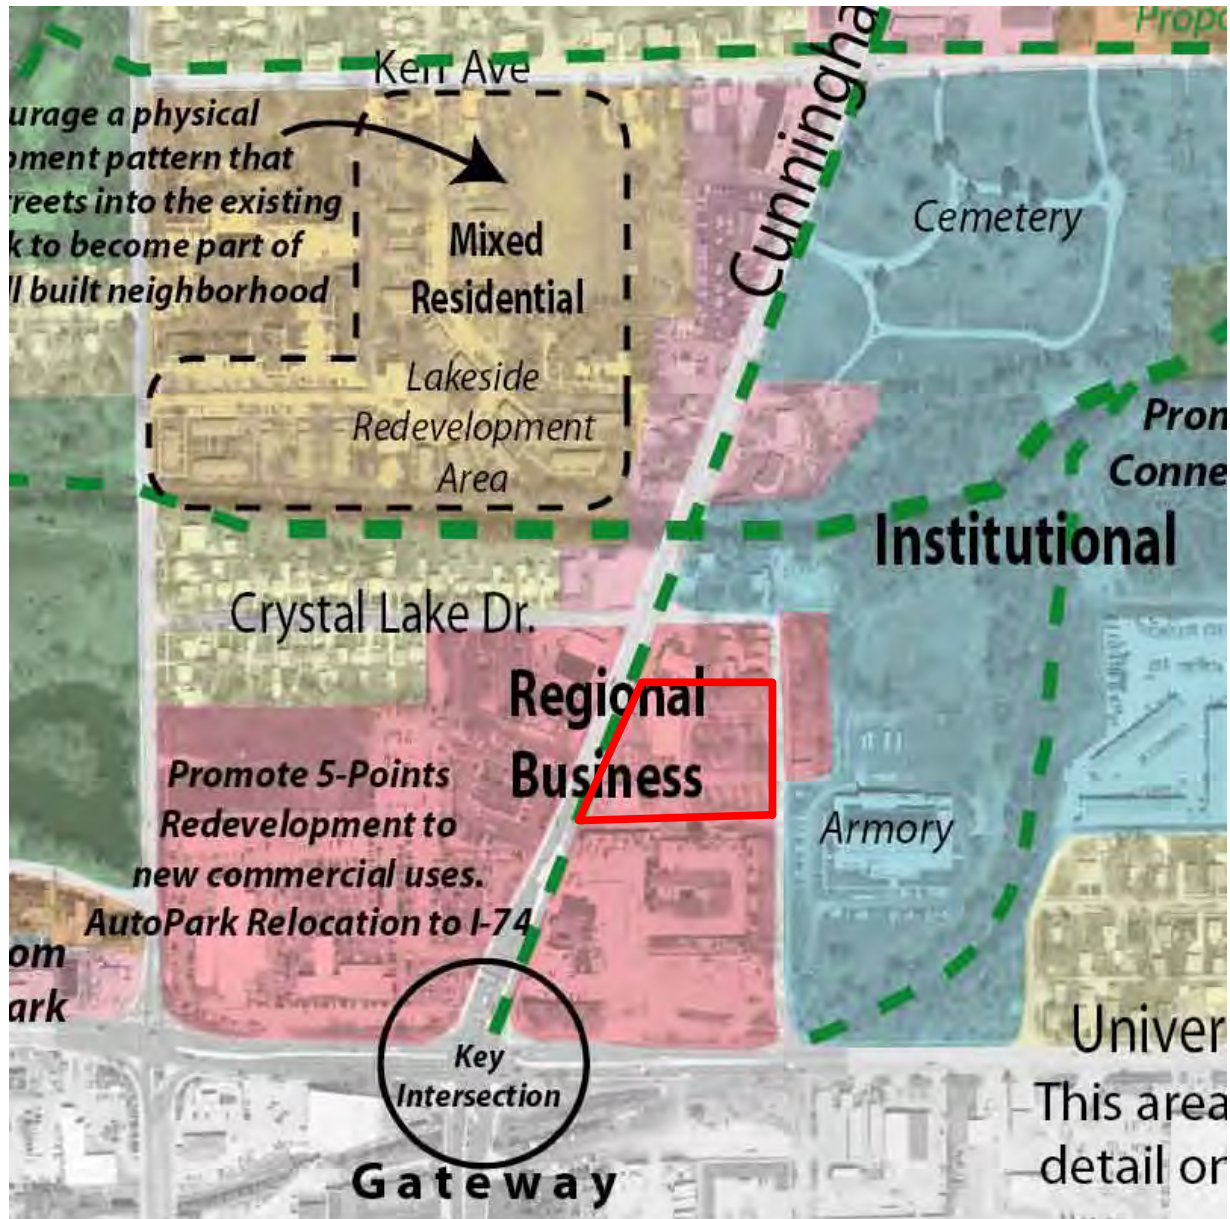 Propo
Kerr Ave
Cunningha
urage a physical
pment pattern that
treets into the existing
k to become part of
ll built neighborhood
Mixed
Residential
Lakeside
Redevelopment
Area
Cemetery
Pron
Conne
Institutional
Crystal Lake Dr.
Regional
Business
Promote 5-Points
Redevelopment to
new commercial uses.
AutoPark Relocation to I-74
Armory
om
ark
Key
Intersection
Gateway
Univer
This area
detail on